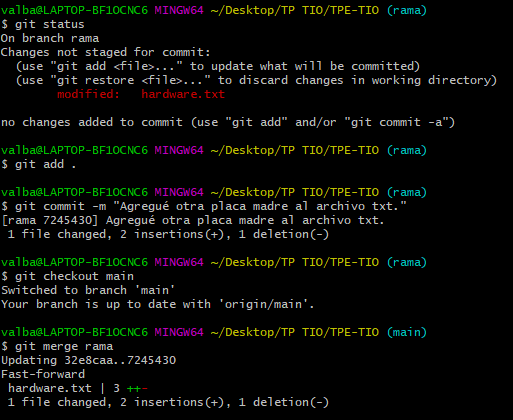 valba@LAPTOP-BF1OCNC6 MINGW64 ~/Desktop/TP TIO/TPE-TIO (rama)
$ git status
On branch rama
Changes not staged for commit:
  (use "git add <file>..." to update what will be committed)
  (use "git restore <file>..." to discard changes in working directory)
        modified:   hardware.txt

no changes added to commit (use "git add" and/or "git commit -a")

valba@LAPTOP-BF1OCNC6 MINGW64 ~/Desktop/TP TIO/TPE-TIO (rama)
$ git add .

valba@LAPTOP-BF1OCNC6 MINGW64 ~/Desktop/TP TIO/TPE-TIO (rama)
$ git commit -m "Agregué otra placa madre al archivo txt."
[rama 7245430] Agregué otra placa madre al archivo txt.
 1 file changed, 2 insertions(+), 1 deletion(-)

valba@LAPTOP-BF1OCNC6 MINGW64 ~/Desktop/TP TIO/TPE-TIO (rama)
$ git checkout main
Switched to branch 'main'
Your branch is up to date with 'origin/main'.

valba@LAPTOP-BF1OCNC6 MINGW64 ~/Desktop/TP TIO/TPE-TIO (main)
$ git merge rama
Updating 32e8caa..7245430
Fast-forward
 hardware.txt | 3 ++-
 1 file changed, 2 insertions(+), 1 deletion(-)